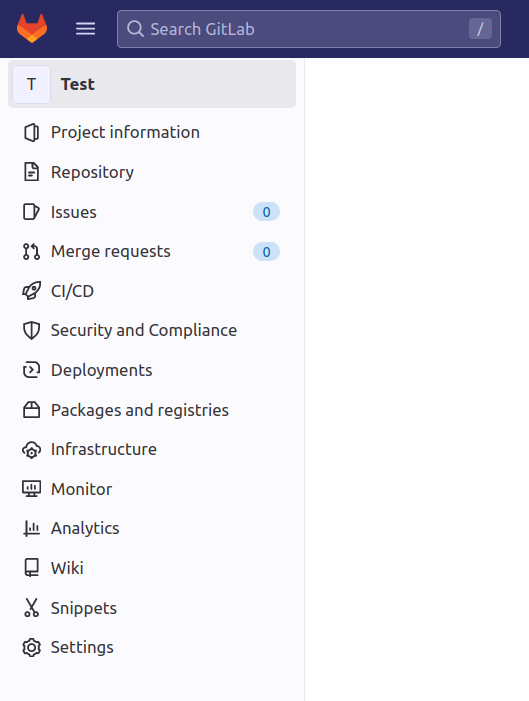 Search GitLab /
T Test
Project information
Repository
Issues 0
Merge requests 0
CI/CD
Security and Compliance
Deployments
Packages and registries
Infrastructure
Monitor
Analytics
Wiki
Snippets
Settings